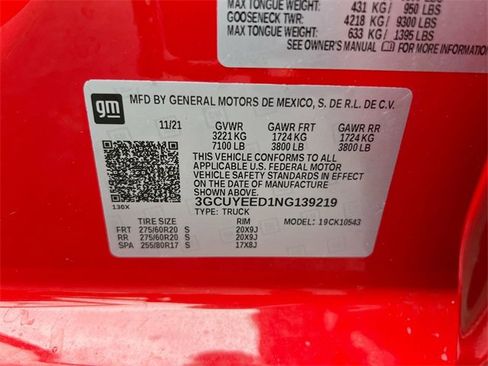 431 KG / 950 LBS
GOOSENECK TWR:
4218 KG / 9300 LBS
MAX TONGUE WEIGHT:
633 KG / 1395 LBS
SEE OWNER'S MANUAL FOR MORE INFORMATION
gm
MFD BY GENERAL MOTORS DE MEXICO, S. DE R.L. DE C.V.
11/21 GVWR GAWR FRT GAWR RR
3221 KG 1724 KG 1724 KG
7100 LB 3800 LB 3800 LB
THIS VEHICLE CONFORMS TO ALL
APPLICABLE U.S. FEDERAL MOTOR
VEHICLE SAFETY STANDARDS IN EFFECT
ON THE DATE OF MANUFACTURE SHOWN ABOVE.
3GCUYEED1NG139219
130X TYPE: TRUCK MODEL: 19CK10543
TIRE SIZE RIM
FRT 275/60R20 S 20X9J
RR 275/60R20 S 20X9J
SPA 255/80R17 S 17X8J